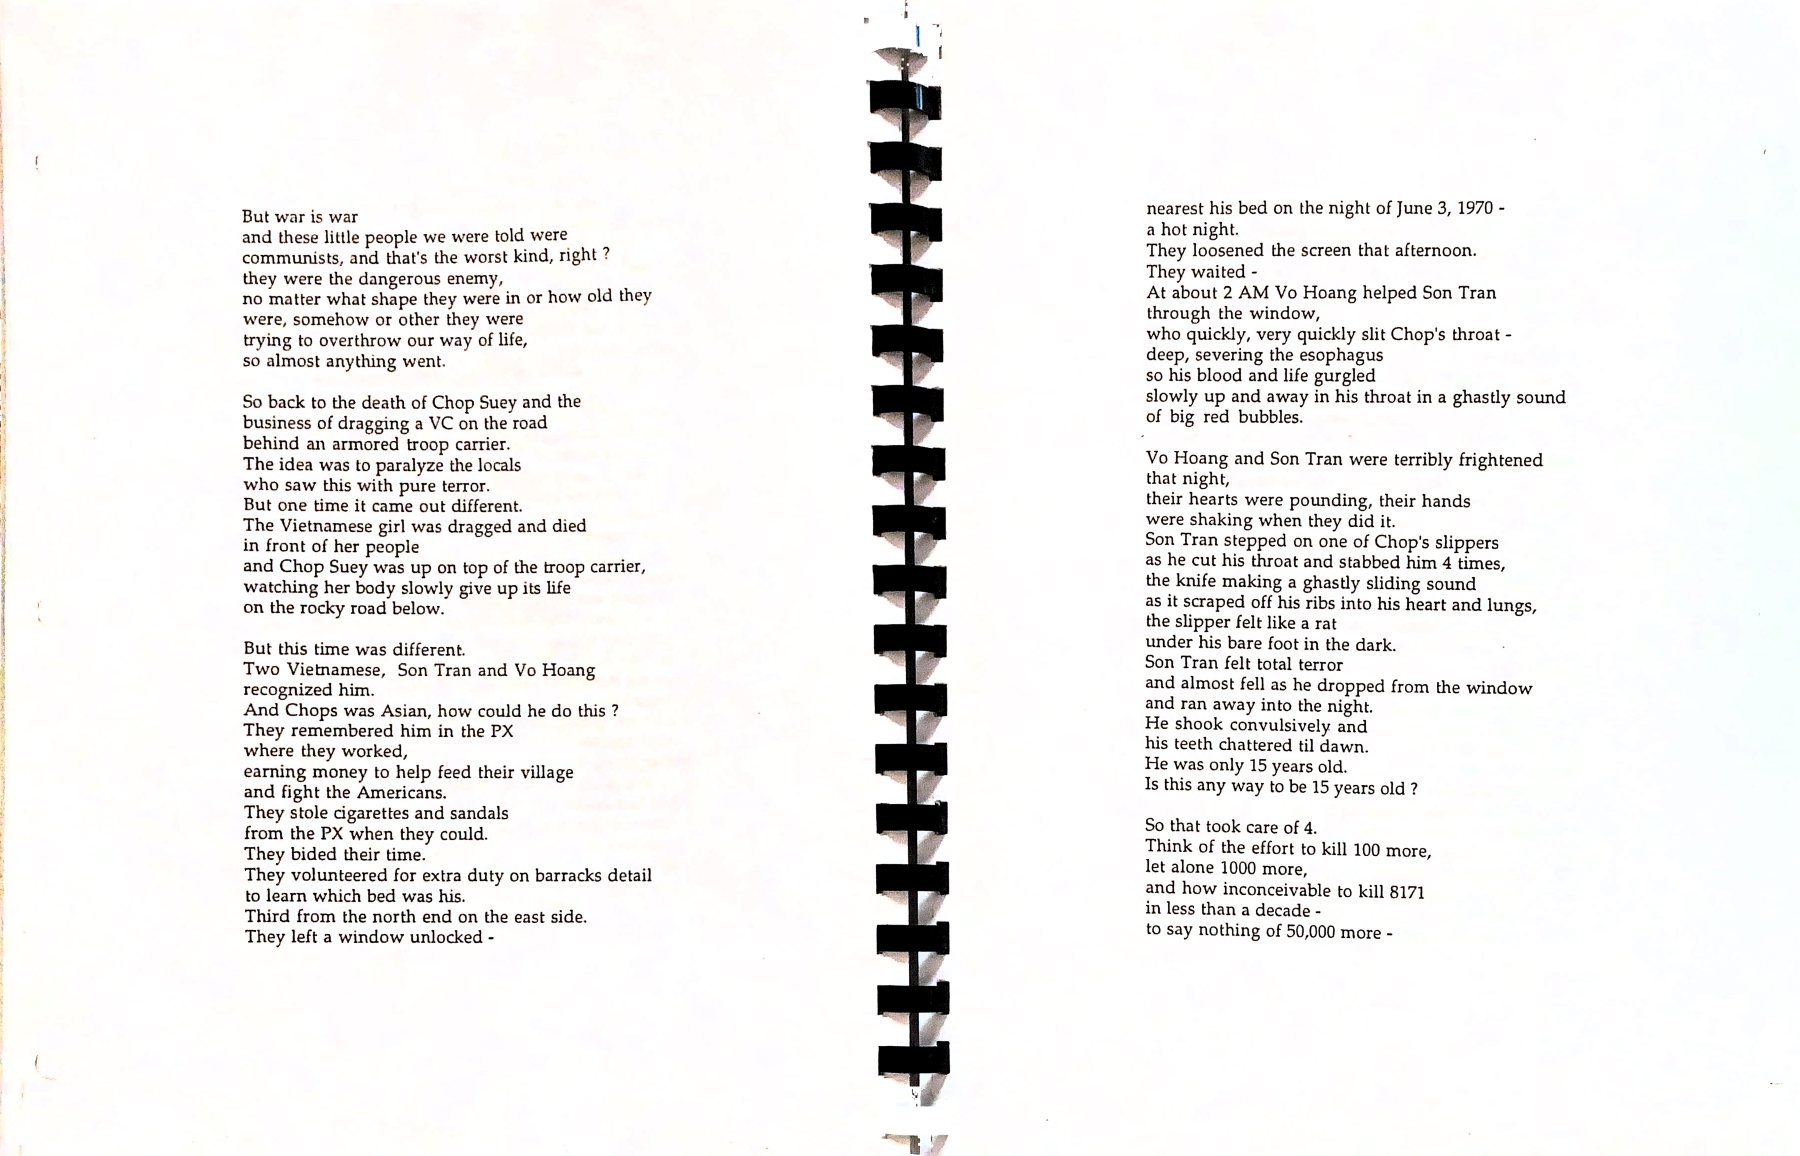 But war is war
and these little people we were told were
communists, and that's the worst kind, right ?
they were the dangerous enemy,
no matter what shape they were in or how old they
were, somehow or other they were
trying to overthrow our way of life,
so almost anything went.

So back to the death of Chop Suey and the
business of dragging a VC on the road
behind an armored troop carrier.
The idea was to paralyze the locals
who saw this with pure terror.
But one time it came out different.
The Vietnamese girl was dragged and died
in front of her people
and Chop Suey was up on top of the troop carrier,
watching her body slowly give up its life
on the rocky road below.

But this time was different.
Two Vietnamese, Son Tran and Vo Hoang
recognized him.
And Chops was Asian, how could he do this ?
They remembered him in the PX
where they worked,
earning money to help feed their village
and fight the Americans.
They stole cigarettes and sandals
from the PX when they could.
They bided their time.
They volunteered for extra duty on barracks detail
to learn which bed was his.
Third from the north end on the east side.
They left a window unlocked -

nearest his bed on the night of June 3, 1970 -
a hot night.
They loosened the screen that afternoon.
They waited -
At about 2 AM Vo Hoang helped Son Tran
through the window,
who quickly, very quickly slit Chop's throat -
deep, severing the esophagus
so his blood and life gurgled
slowly up and away in his throat in a ghastly sound
of big red bubbles.

Vo Hoang and Son Tran were terribly frightened
that night,
their hearts were pounding, their hands
were shaking when they did it.
Son Tran stepped on one of Chop's slippers
as he cut his throat and stabbed him 4 times,
the knife making a ghastly sliding sound
as it scraped off his ribs into his heart and lungs,
the slipper felt like a rat
under his bare foot in the dark.
Son Tran felt total terror
and almost fell as he dropped from the window
and ran away into the night.
He shook convulsively and
his teeth chattered til dawn.
He was only 15 years old.
Is this any way to be 15 years old ?

So that took care of 4.
Think of the effort to kill 100 more,
let alone 1000 more,
and how inconceivable to kill 8171
in less than a decade -
to say nothing of 50,000 more -